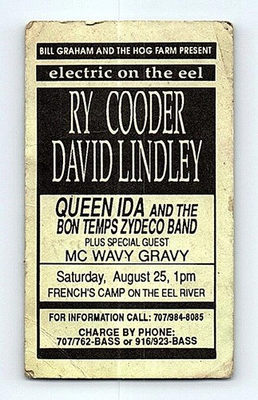 BILL GRAHAM AND THE HOG FARM PRESENT
electric on the eel
RY COODER
DAVID LINDLEY
QUEEN IDA AND THE
BON TEMPS ZYDECO BAND
PLUS SPECIAL GUEST
MC WAVY GRAVY
Saturday, August 25, 1pm
FRENCH'S CAMP ON THE EEL RIVER
FOR INFORMATION CALL: 707/984-8085
CHARGE BY PHONE:
707/762-BASS or 916/923-BASS